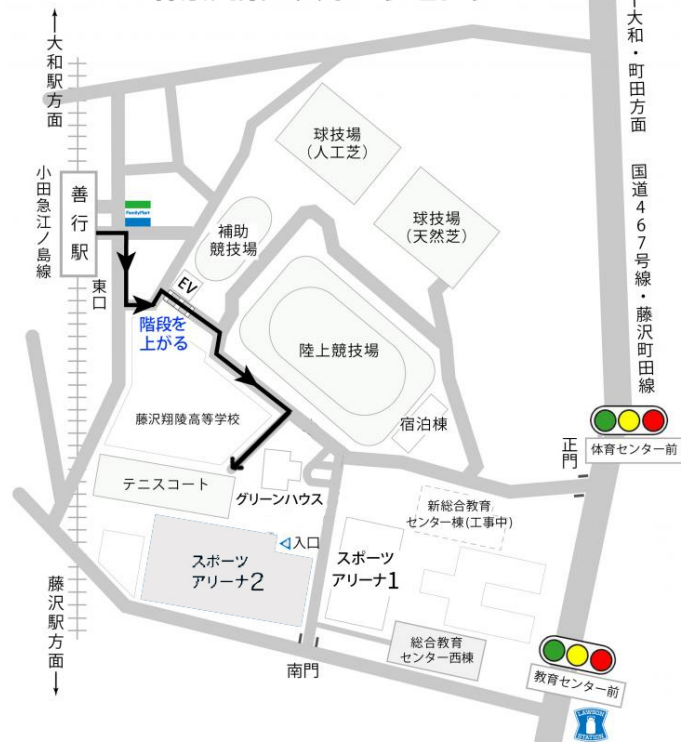 大和駅方面
大和・町田方面
国道467号線・藤沢町田線
小田急江ノ島線
善行駅
東口
FamilyMart
球技場
（人工芝）
球技場
（天然芝）
補助
競技場
EV
階段を
上がる
陸上競技場
宿泊棟
藤沢翔陵高等学校
正門
体育センター前
テニスコート
グリーンハウス
新総合教育
センター棟(工事中)
入口
スポーツ
アリーナ2
スポーツ
アリーナ1
総合教育
センター西棟
南門
藤沢駅方面
教育センター前
LAWSON
STATION